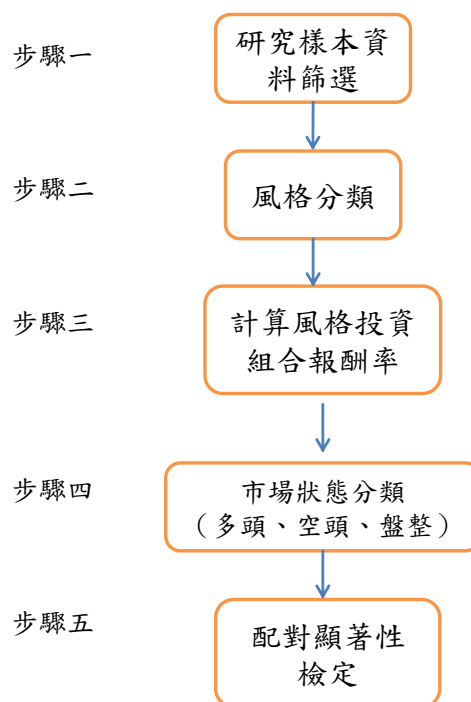 步驟一
研究樣本資
料篩選
步驟二
風格分類
步驟三
計算風格投資
組合報酬率
步驟四
市場狀態分類
（多頭、空頭、盤整）
步驟五
配對顯著性
檢定